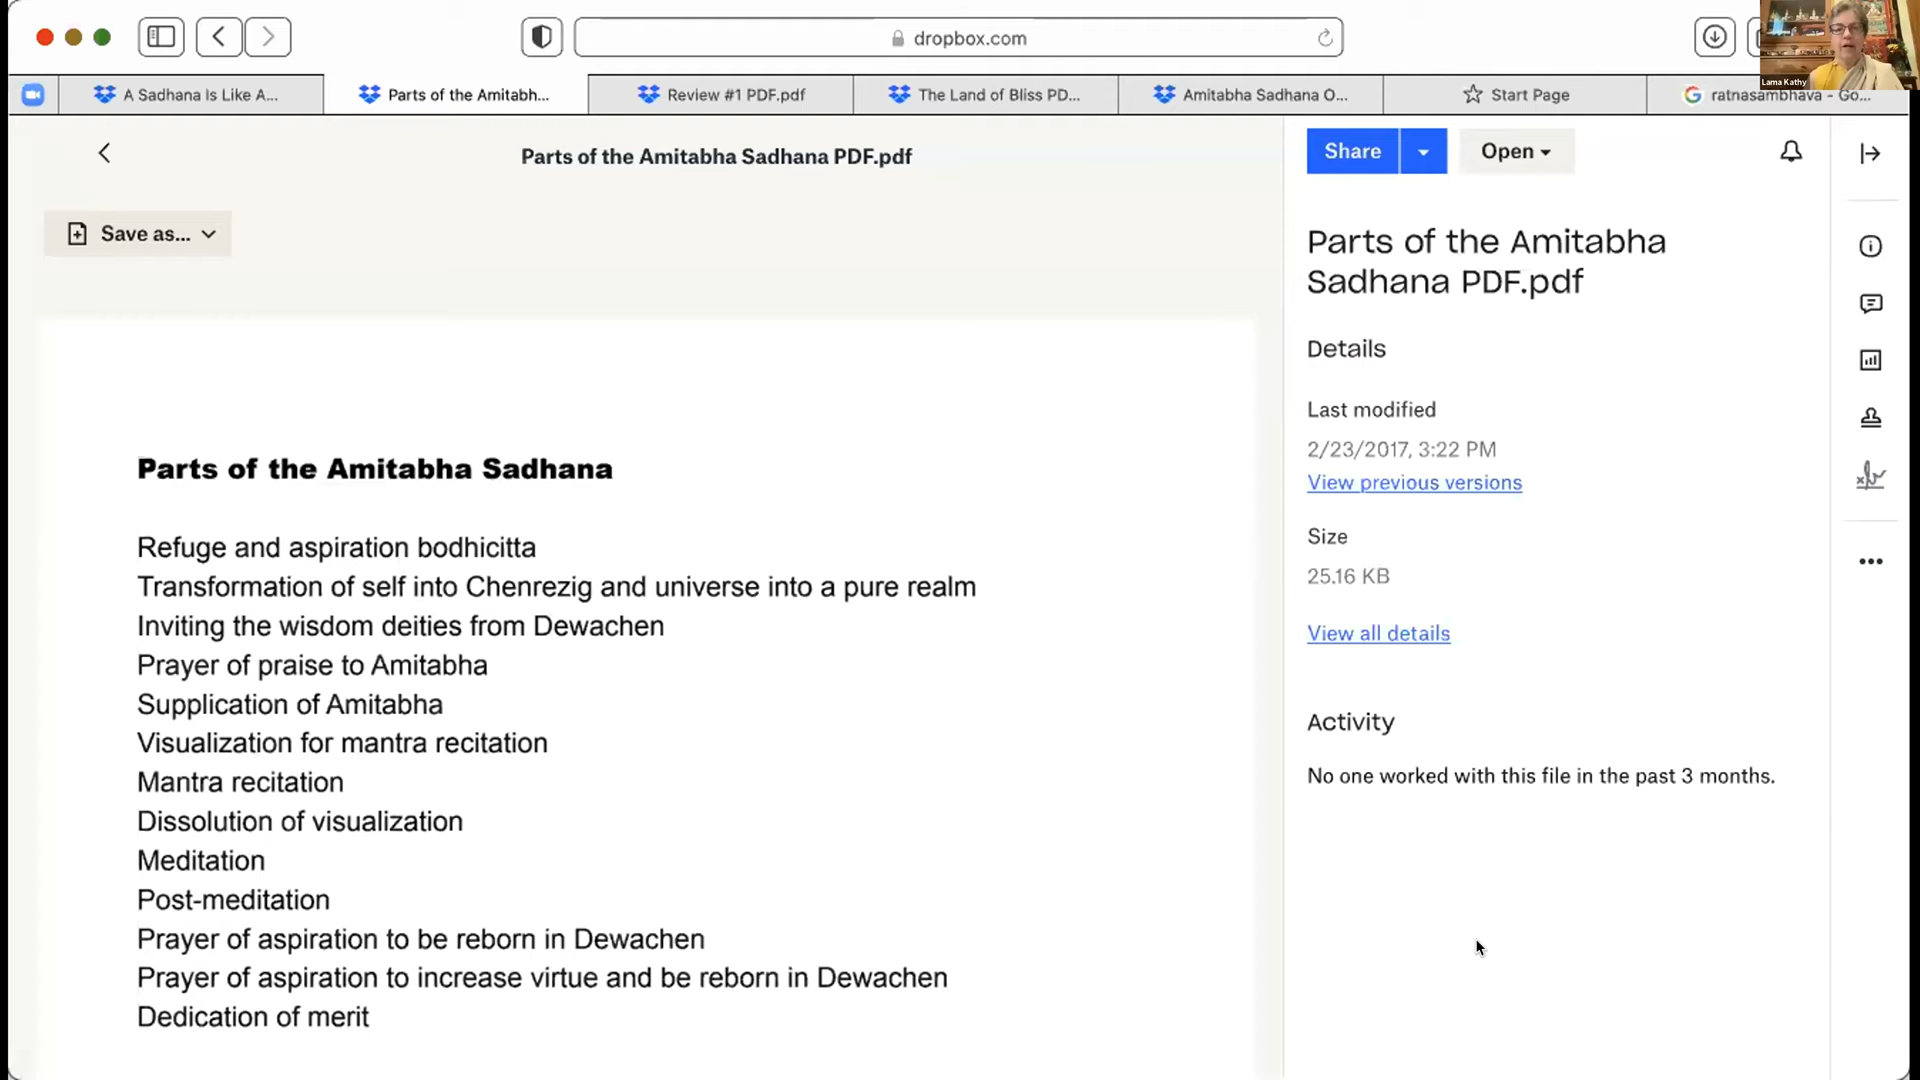 dropbox.com
Lama Kathy
A Sadhana Is Like A...
Parts of the Amitabh...
Review #1 PDF.pdf
The Land of Bliss PD...
Amitabha Sadhana O...
Start Page
ratnasambhava - Go...
Parts of the Amitabha Sadhana PDF.pdf
Share
Open
Save as...
Parts of the Amitabha Sadhana
Refuge and aspiration bodhicitta
Transformation of self into Chenrezig and universe into a pure realm
Inviting the wisdom deities from Dewachen
Prayer of praise to Amitabha
Supplication of Amitabha
Visualization for mantra recitation
Mantra recitation
Dissolution of visualization
Meditation
Post-meditation
Prayer of aspiration to be reborn in Dewachen
Prayer of aspiration to increase virtue and be reborn in Dewachen
Dedication of merit
Parts of the Amitabha
Sadhana PDF.pdf
Details
Last modified
2/23/2017, 3:22 PM
View previous versions
Size
25.16 KB
View all details
Activity
No one worked with this file in the past 3 months.